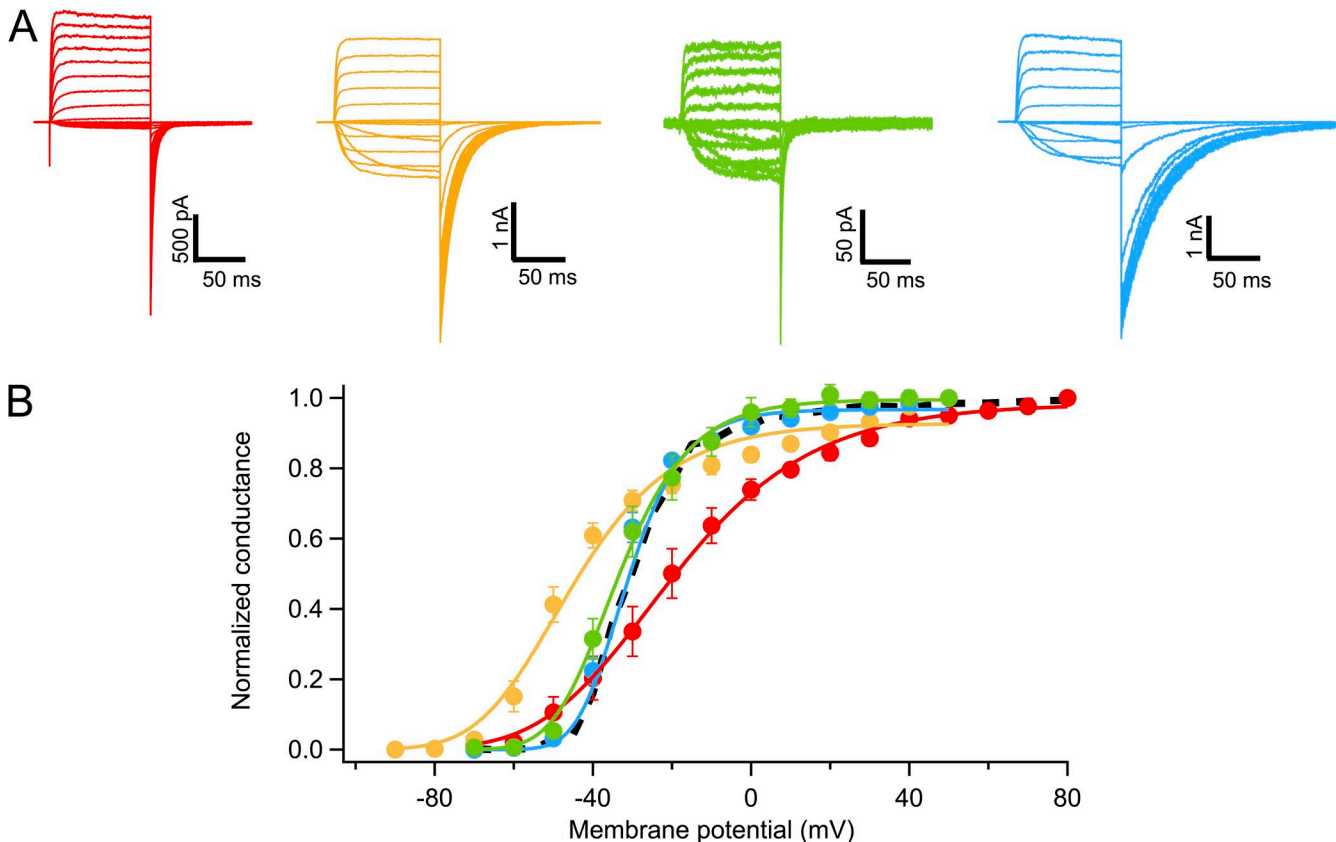 A
500 pA
50 ms
1 nA
50 ms
50 pA
50 ms
1 nA
50 ms
B
Normalized conductance
1.0
0.8
0.6
0.4
0.2
0.0
-80
-40
0
40
80
Membrane potential (mV)